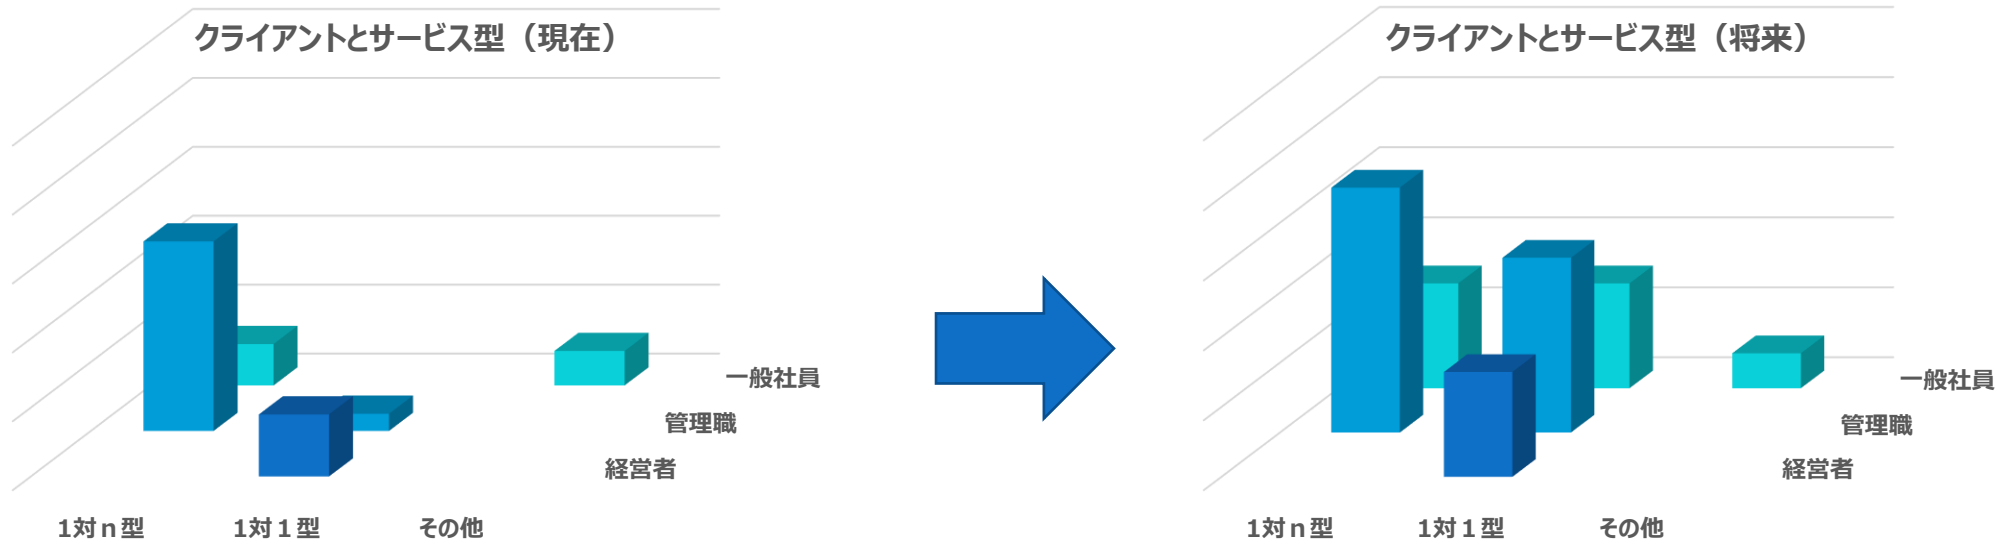 クライアントとサービス型（現在）
一般社員
管理職
経営者
1対ｎ型
1対１型
その他
クライアントとサービス型（将来）
一般社員
管理職
経営者
1対ｎ型
1対１型
その他